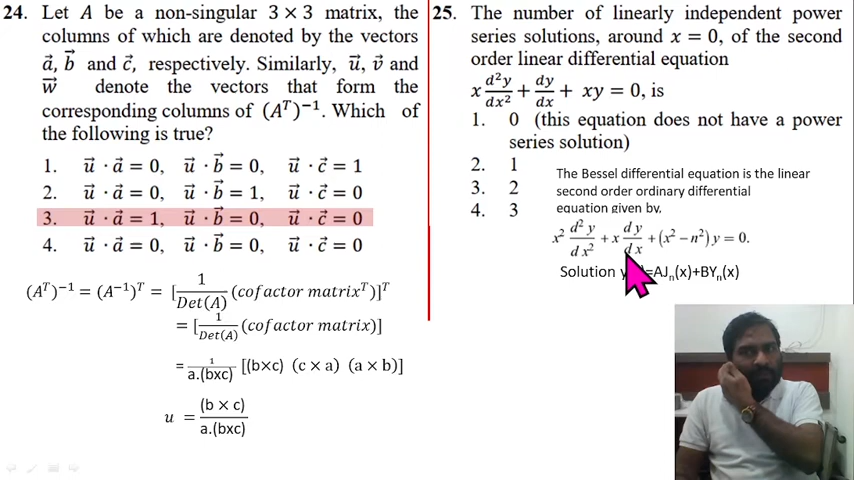 24. Let A be a non-singular 3 × 3 matrix, the
columns of which are denoted by the vectors
a⃗, b⃗ and c⃗, respectively. Similarly, u⃗, v⃗ and
w⃗ denote the vectors that form the
corresponding columns of (Aᵀ)⁻¹. Which of
the following is true?
1. u⃗ · a⃗ = 0, u⃗ · b⃗ = 0, u⃗ · c⃗ = 1
2. u⃗ · a⃗ = 0, u⃗ · b⃗ = 1, u⃗ · c⃗ = 0
3. u⃗ · a⃗ = 1, u⃗ · b⃗ = 0, u⃗ · c⃗ = 0
4. u⃗ · a⃗ = 0, u⃗ · b⃗ = 0, u⃗ · c⃗ = 0
(Aᵀ)⁻¹ = (A⁻¹)ᵀ = [1/Det(A) (cofactor matrixᵀ)]ᵀ
= [1/Det(A) (cofactor matrix)]
= 1/a.(bxc) [(b×c) (c × a) (a × b)]
u = (b × c)/a.(bxc)
25. The number of linearly independent power
series solutions, around x = 0, of the second
order linear differential equation
x d²y/dx² + dy/dx + xy = 0, is
1. 0 (this equation does not have a power
series solution)
2. 1
3. 2
4. 3
The Bessel differential equation is the linear
second order ordinary differential
equation given by,
x² d²y/dx² + x dy/dx + (x² − n²) y = 0.
Solution y =AJₙ(x)+BYₙ(x)